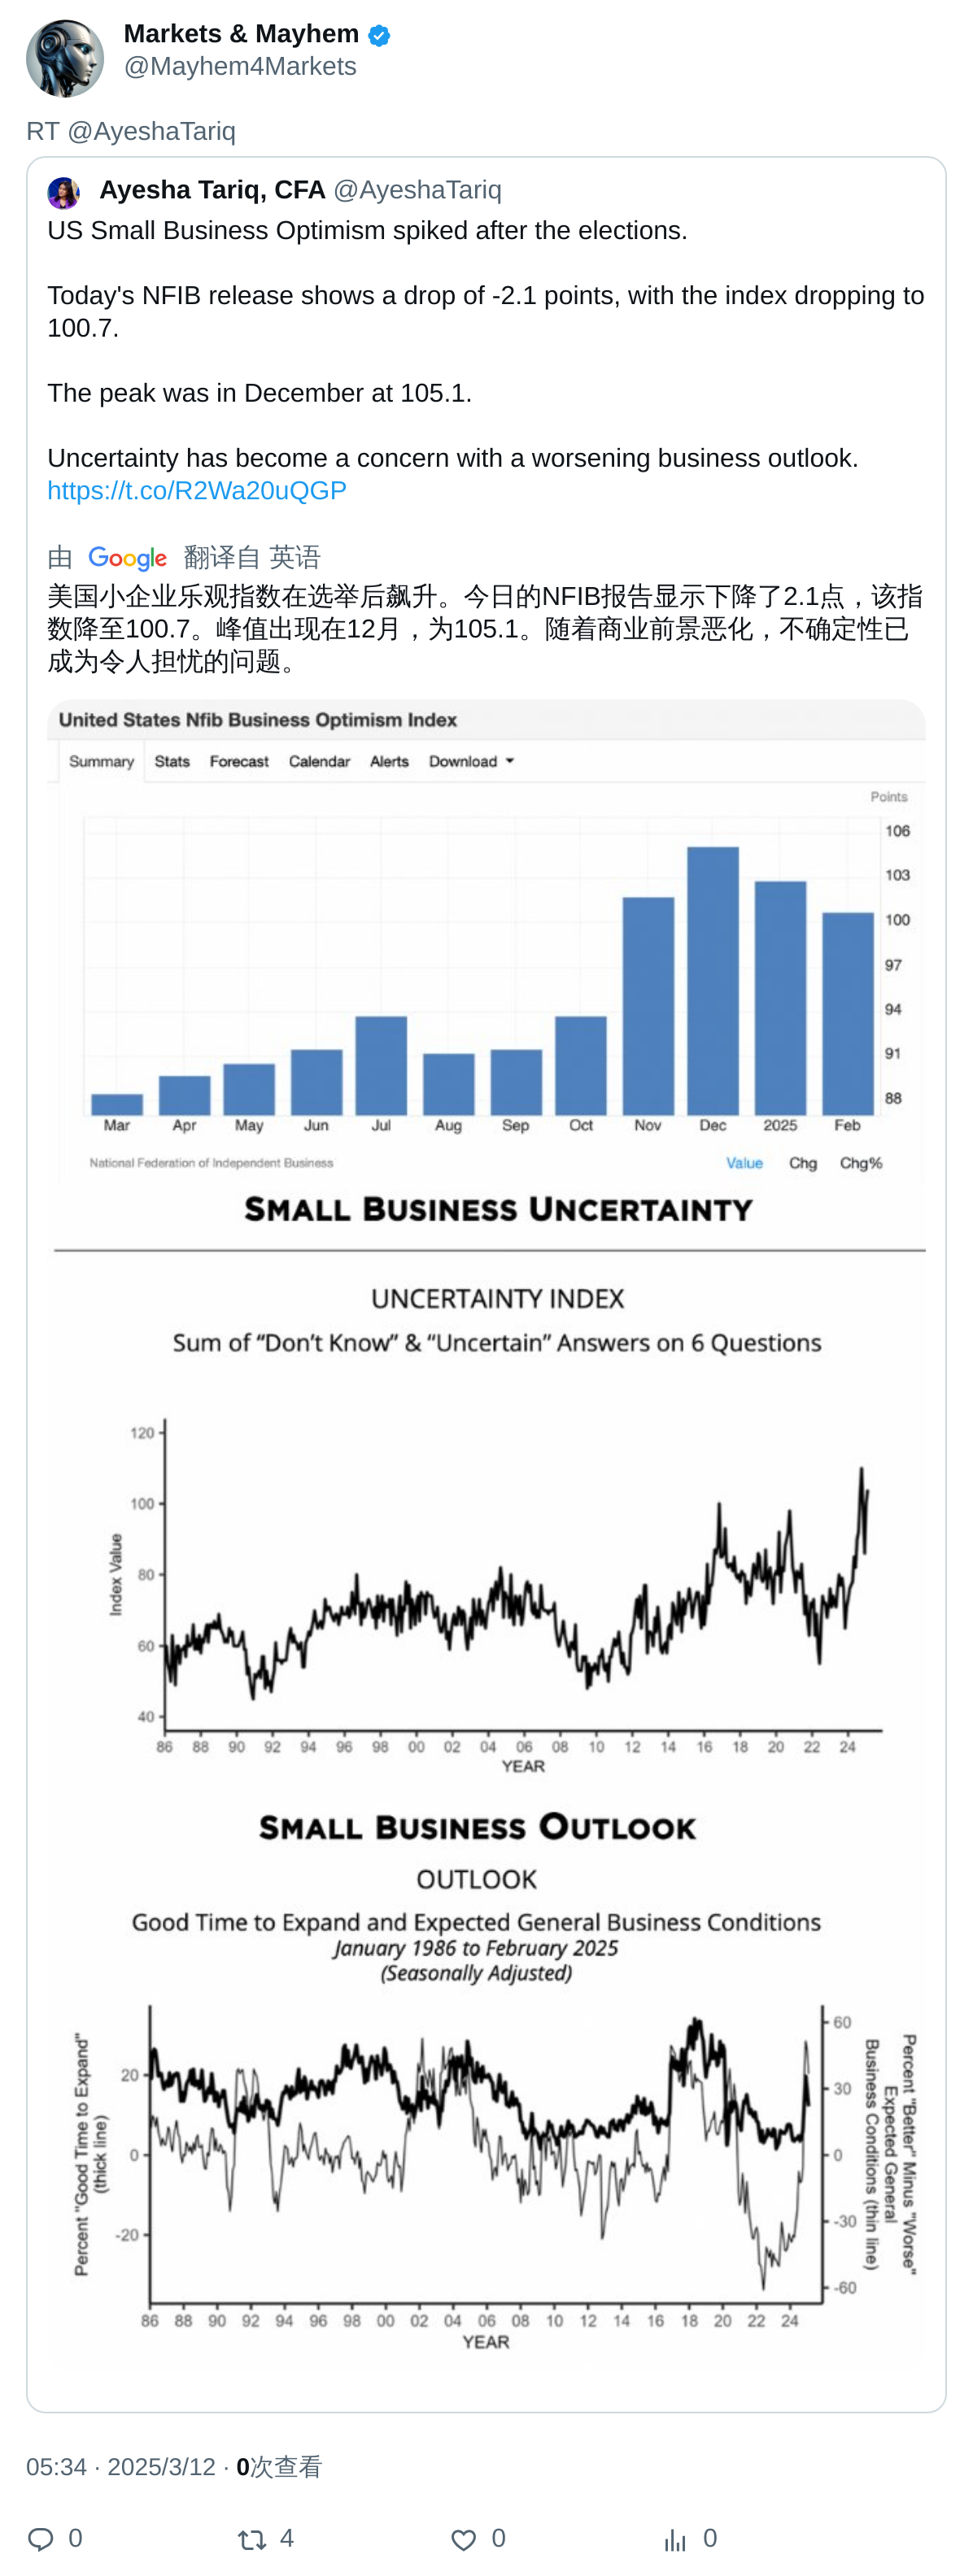 Markets & Mayhem
@Mayhem4Markets
RT @AyeshaTariq
Ayesha Tariq, CFA @AyeshaTariq
US Small Business Optimism spiked after the elections.
Today's NFIB release shows a drop of -2.1 points, with the index dropping to
100.7.
The peak was in December at 105.1.
Uncertainty has become a concern with a worsening business outlook.
https://t.co/R2Wa20uQGP
由 Google 翻译自 英语
美国小企业乐观指数在选举后飙升。今日的NFIB报告显示下降了2.1点，该指
数降至100.7。峰值出现在12月，为105.1。随着商业前景恶化，不确定性已
成为令人担忧的问题。
United States Nfib Business Optimism Index
Summary Stats Forecast Calendar Alerts Download
Points
106
103
100
97
94
91
88
Mar Apr May Jun Jul Aug Sep Oct Nov Dec 2025 Feb
National Federation of Independent Business Value Chg Chg%
SMALL BUSINESS UNCERTAINTY
UNCERTAINTY INDEX
Sum of “Don’t Know” & “Uncertain” Answers on 6 Questions
Index Value
120
100
80
60
40
86 88 90 92 94 96 98 00 02 04 06 08 10 12 14 16 18 20 22 24
YEAR
SMALL BUSINESS OUTLOOK
OUTLOOK
Good Time to Expand and Expected General Business Conditions
January 1986 to February 2025
(Seasonally Adjusted)
Percent "Good Time to Expand"
(thick line)
20
0
-20
60
30
0
-30
-60
Percent "Better" Minus "Worse"
Expected General
Business Conditions (thin line)
86 88 90 92 94 96 98 00 02 04 06 08 10 12 14 16 18 20 22 24
YEAR
05:34 · 2025/3/12 · 0次查看
0 4 0 0